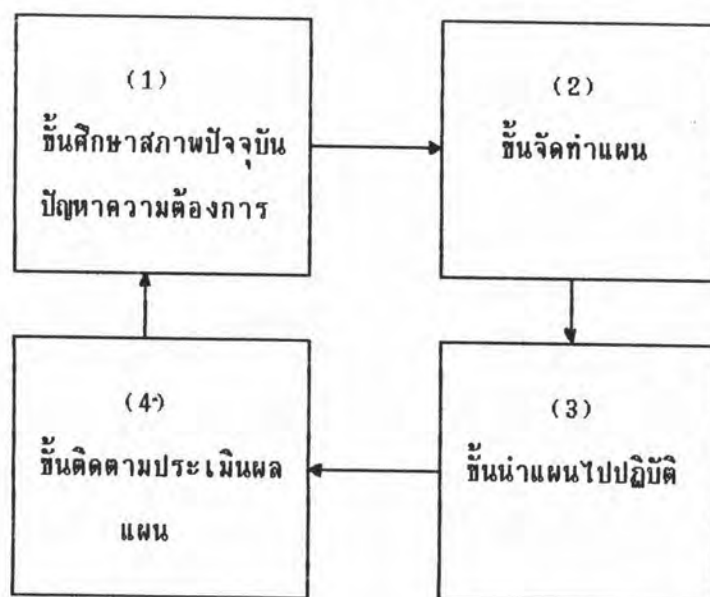 (1)
ขั้นศึกษาสภาพปัจจุบัน
ปัญหาความต้องการ
(2)
ขั้นจัดทำแผน
(3)
ขั้นนำแผนไปปฏิบัติ
(4)
ขั้นติดตามประเมินผล
แผน